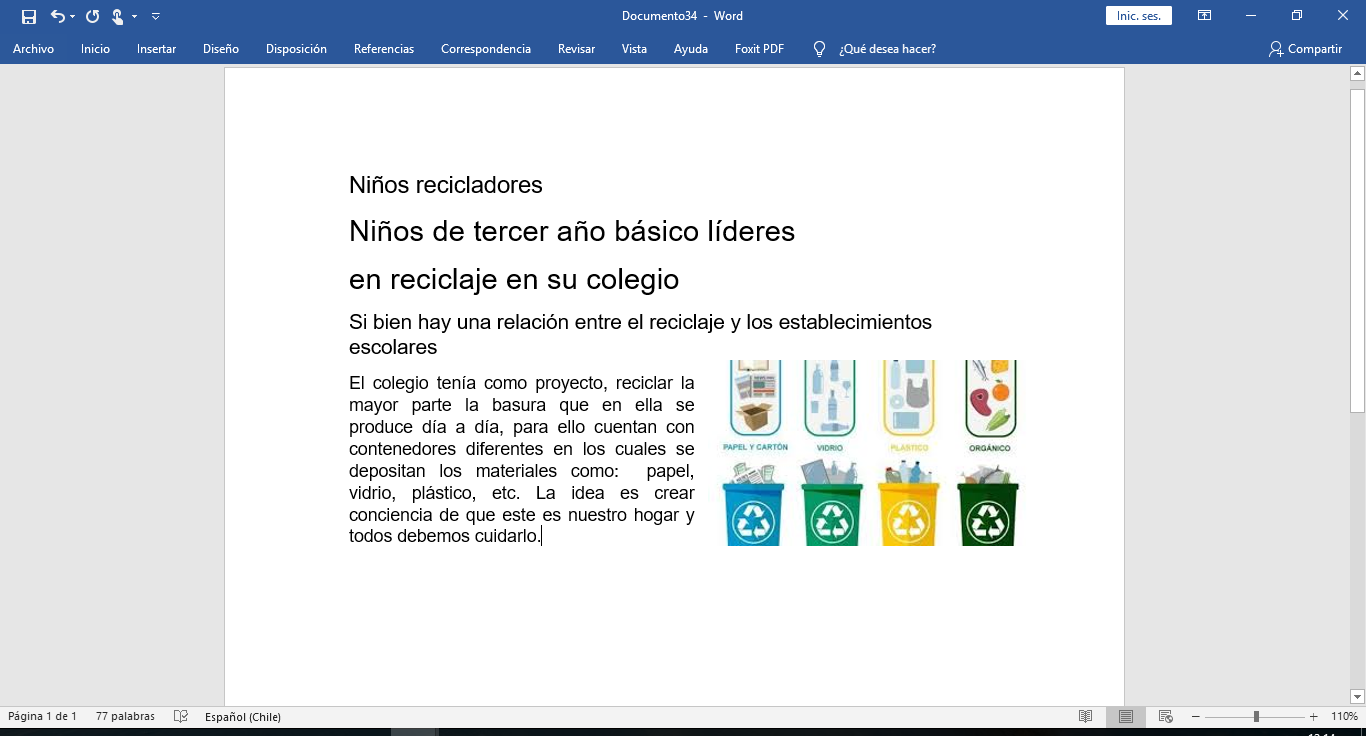 Documento34 - Word
Inic. ses.
Archivo Inicio Insertar Diseño Disposición Referencias Correspondencia Revisar Vista Ayuda Foxit PDF ¿Qué desea hacer? Compartir
Niños recicladores
Niños de tercer año básico líderes
en reciclaje en su colegio
Si bien hay una relación entre el reciclaje y los establecimientos
escolares
El colegio tenía como proyecto, reciclar la
mayor parte la basura que en ella se
produce día a día, para ello cuentan con
contenedores diferentes en los cuales se
depositan los materiales como: papel,
vidrio, plástico, etc. La idea es crear
conciencia de que este es nuestro hogar y
todos debemos cuidarlo.
PAPEL Y CARTÓN VIDRIO PLÁSTICO ORGÁNICO
Página 1 de 1 77 palabras Español (Chile) 110%